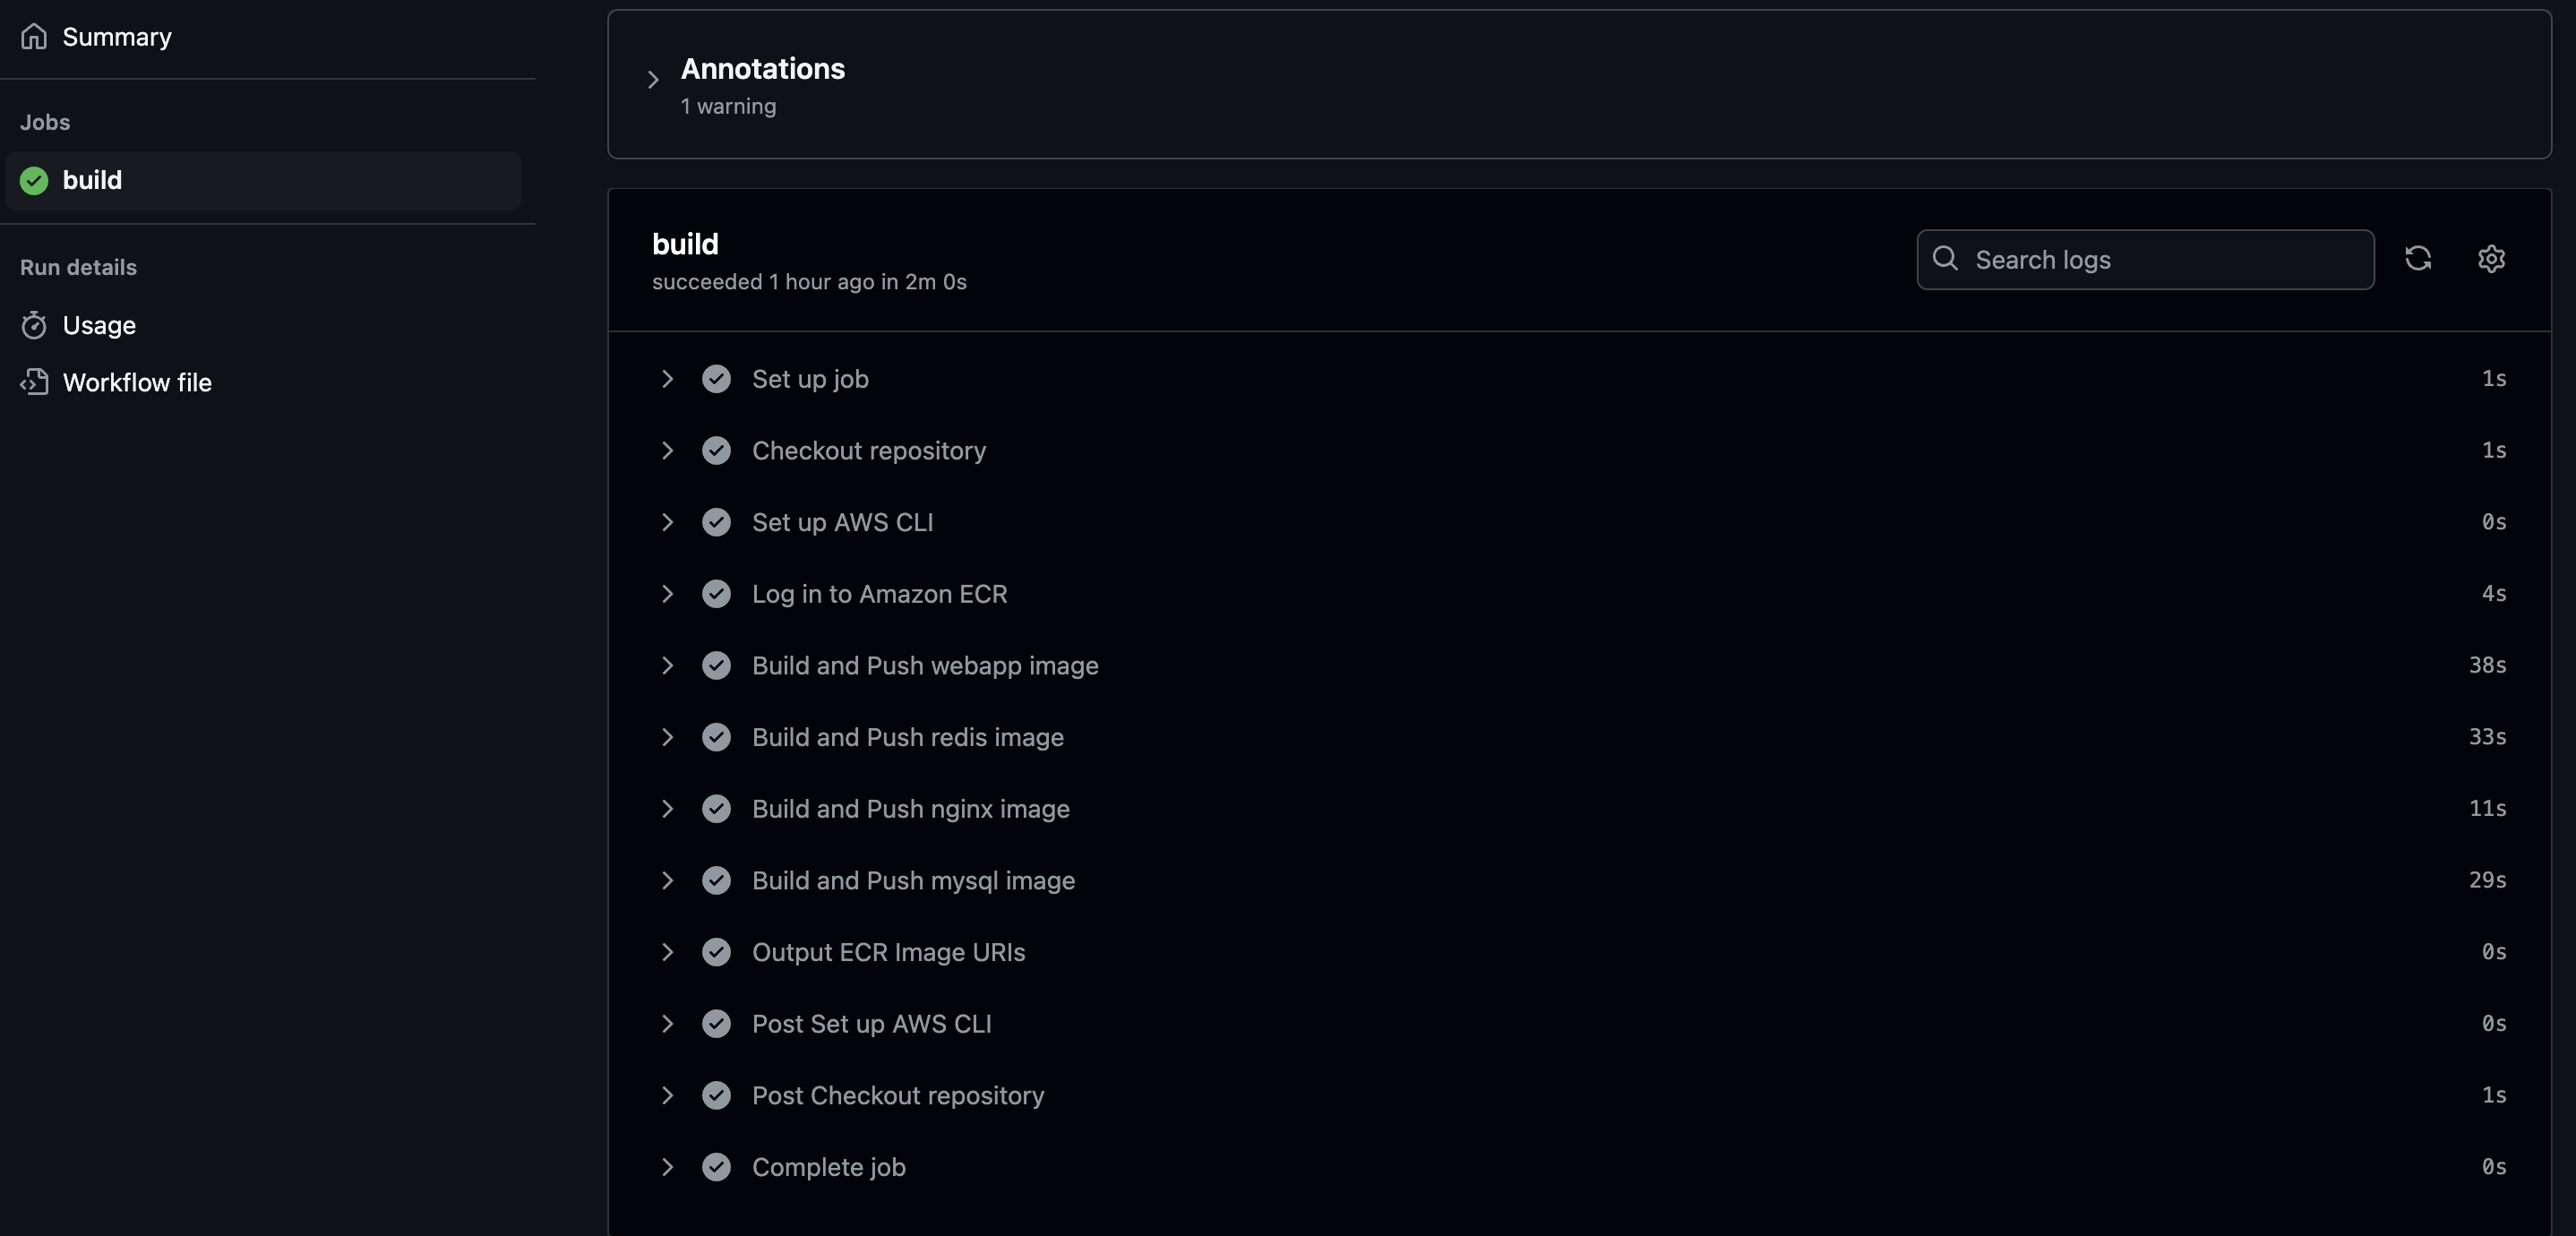 Summary
Jobs
build
Run details
Usage
Workflow file
Annotations
1 warning
build
succeeded 1 hour ago in 2m 0s
Search logs
Set up job 1s
Checkout repository 1s
Set up AWS CLI 0s
Log in to Amazon ECR 4s
Build and Push webapp image 38s
Build and Push redis image 33s
Build and Push nginx image 11s
Build and Push mysql image 29s
Output ECR Image URIs 0s
Post Set up AWS CLI 0s
Post Checkout repository 1s
Complete job 0s